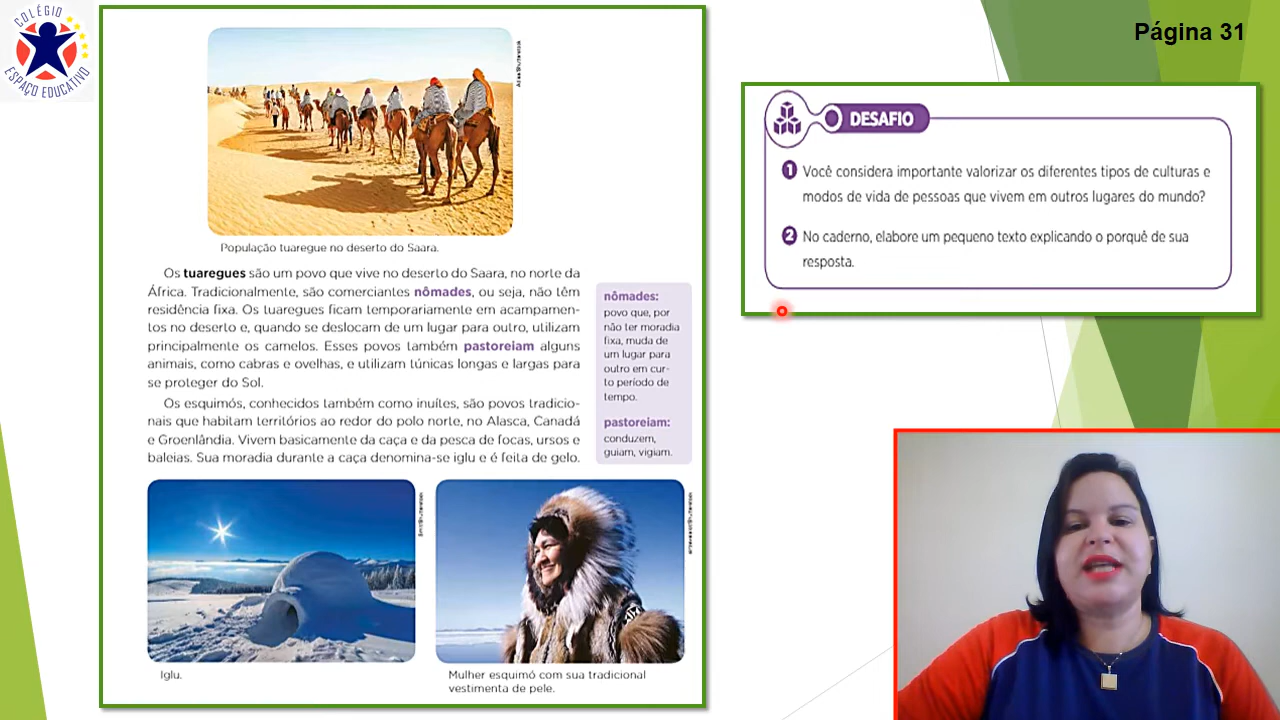 COLÉGIO
ESPAÇO EDUCATIVO
População tuaregue no deserto do Saara.
Os tuaregues são um povo que vive no deserto do Saara, no norte da
África. Tradicionalmente, são comerciantes nômades, ou seja, não têm
residência fixa. Os tuaregues ficam temporariamente em acampamen-
tos no deserto e, quando se deslocam de um lugar para outro, utilizam
principalmente os camelos. Esses povos também pastoreiam alguns
animais, como cabras e ovelhas, e utilizam túnicas longas e largas para
se proteger do Sol.
Os esquimós, conhecidos também como inuítes, são povos tradicio-
nais que habitam territórios ao redor do polo norte, no Alasca, Canadá
e Groenlândia. Vivem basicamente da caça e da pesca de focas, ursos e
baleias. Sua moradia durante a caça denomina-se iglu e é feita de gelo.
nômades:
povo que, por
não ter moradia
fixa, muda de
um lugar para
outro em cur-
to período de
tempo.
pastoreiam:
conduzem,
guiam, vigiam.
Iglu.
Mulher esquimó com sua tradicional
vestimenta de pele.
Página 31
DESAFIO
1 Você considera importante valorizar os diferentes tipos de culturas e
modos de vida de pessoas que vivem em outros lugares do mundo?
2 No caderno, elabore um pequeno texto explicando o porquê de sua
resposta.